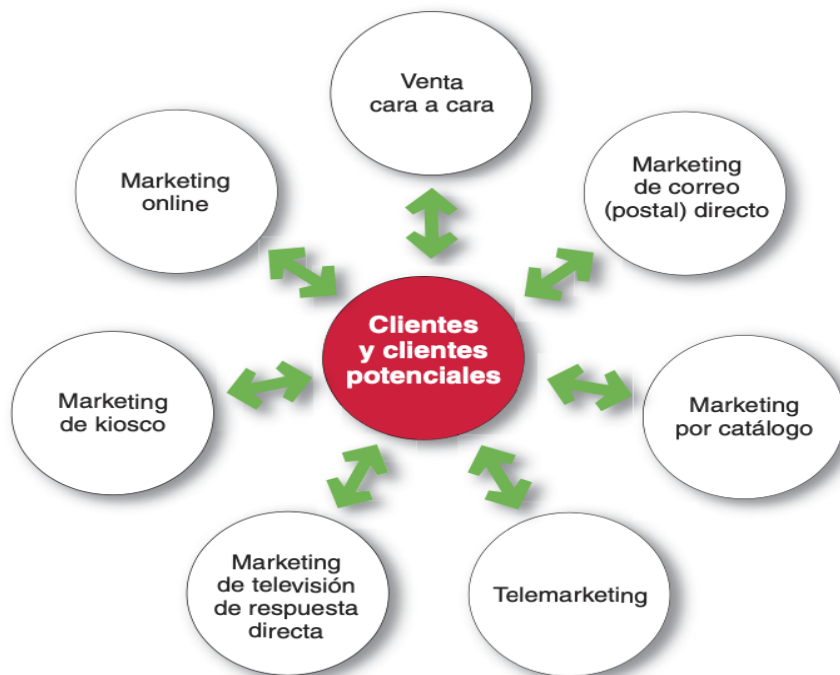 Venta
cara a cara
Marketing
de correo
(postal) directo
Marketing
por catálogo
Telemarketing
Marketing
de televisión
de respuesta
directa
Marketing
de kiosco
Marketing
online
Clientes
y clientes
potenciales